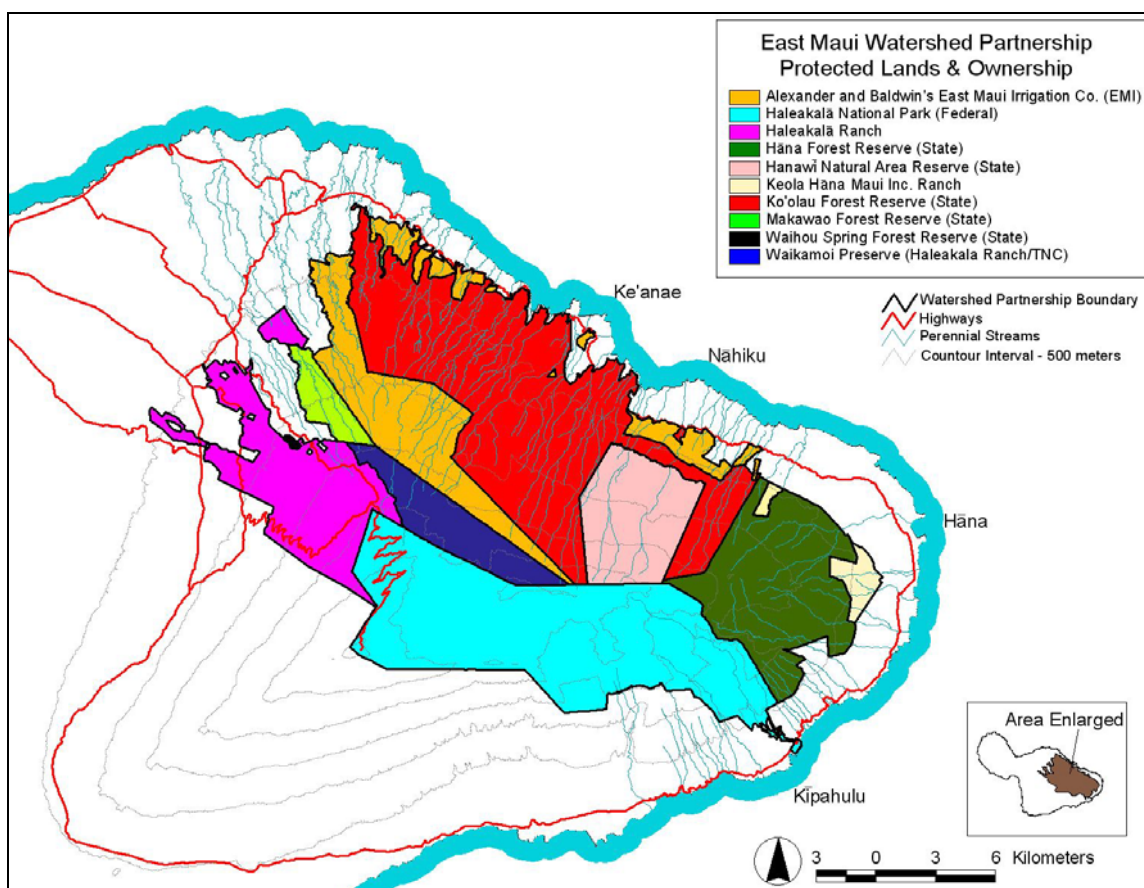 East Maui Watershed Partnership
Protected Lands & Ownership
Alexander and Baldwin's East Maui Irrigation Co. (EMI)
Haleakalā National Park (Federal)
Haleakalā Ranch
Hāna Forest Reserve (State)
Hanawī Natural Area Reserve (State)
Keola Hāna Maui Inc. Ranch
Ko'olau Forest Reserve (State)
Makawao Forest Reserve (State)
Waihou Spring Forest Reserve (State)
Waikamoi Preserve (Haleakala Ranch/TNC)
Watershed Partnership Boundary
Highways
Perennial Streams
Countour Interval - 500 meters
Ke'anae
Nāhiku
Hāna
Kīpahulu
Area Enlarged
3 0 3 6 Kilometers